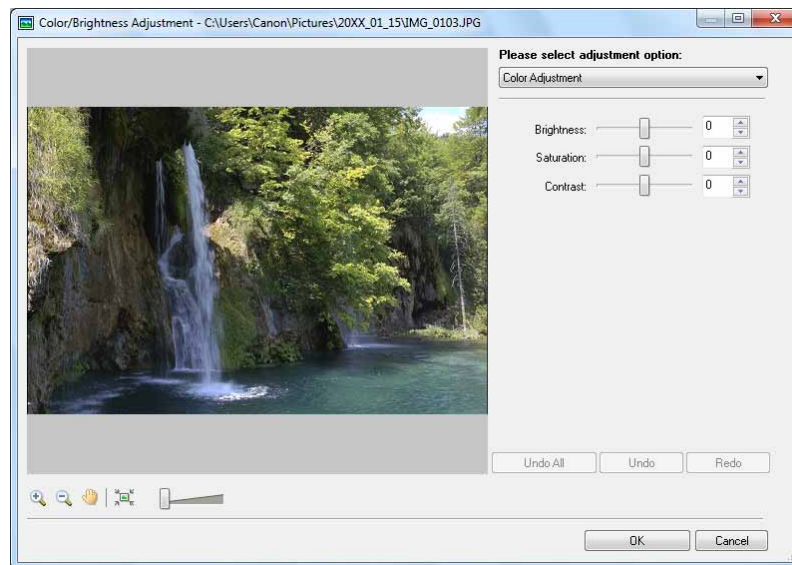 Color/Brightness Adjustment - C:\Users\Canon\Pictures\20XX_01_15\IMG_0103.JPG
Please select adjustment option:
Color Adjustment
Brightness: 0
Saturation: 0
Contrast: 0
Undo All Undo Redo
OK Cancel